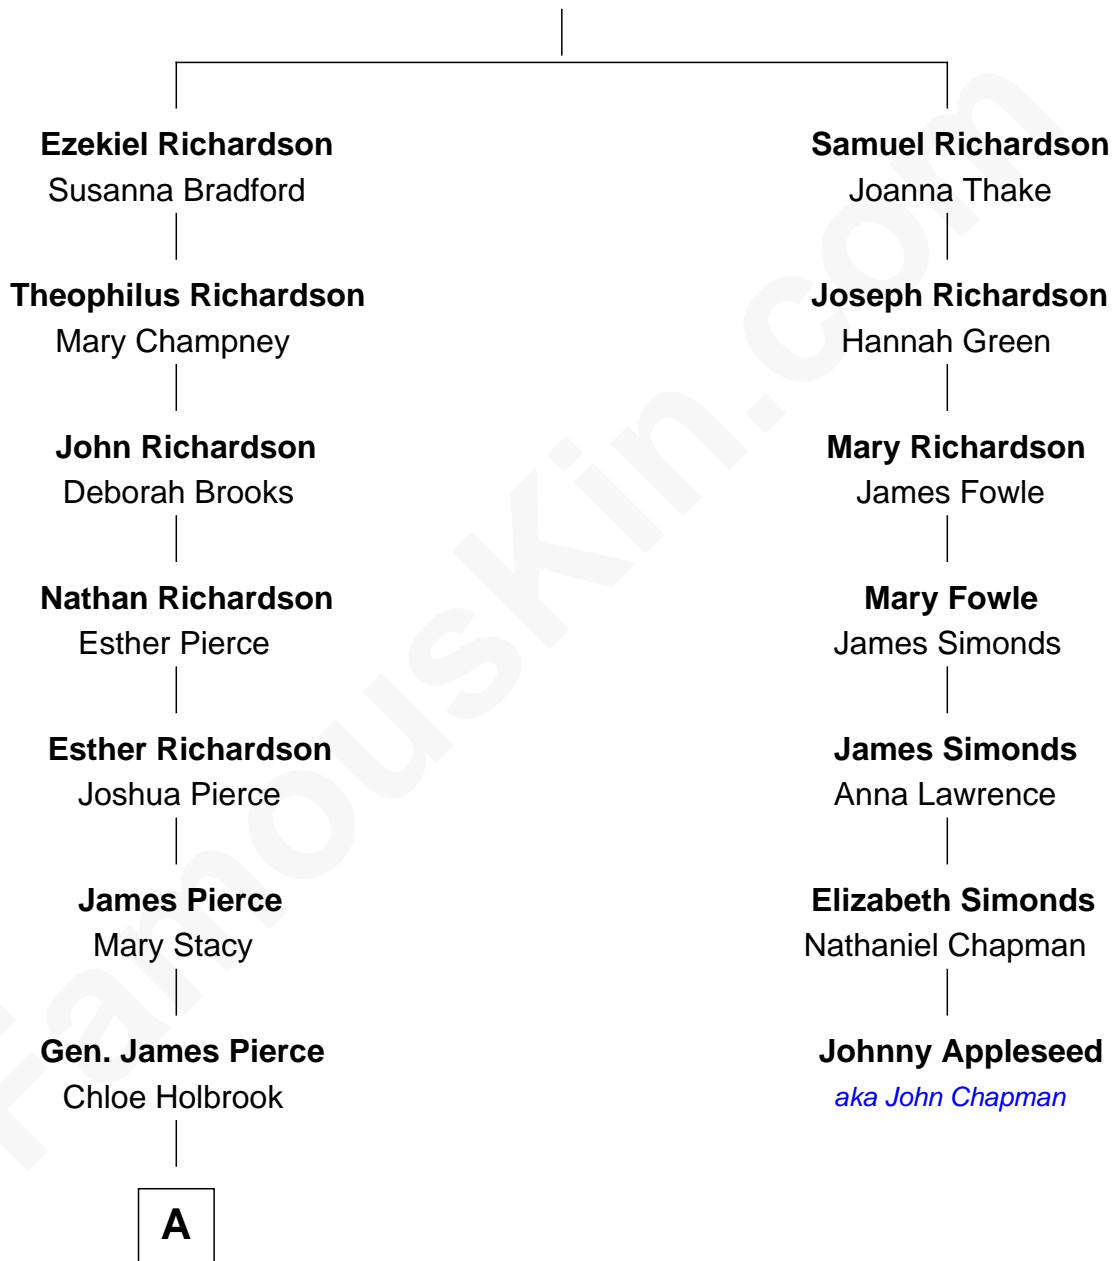 Ezekiel Richardson
Susanna Bradford
Samuel Richardson
Joanna Thake
Theophilus Richardson
Mary Champney
Joseph Richardson
Hannah Green
John Richardson
Deborah Brooks
Mary Richardson
James Fowle
Nathan Richardson
Esther Pierce
Mary Fowle
James Simonds
Esther Richardson
Joshua Pierce
James Simonds
Anna Lawrence
James Pierce
Mary Stacy
Elizabeth Simonds
Nathaniel Chapman
Gen. James Pierce
Chloe Holbrook
Johnny Appleseed
aka John Chapman
A
FamousKin.com